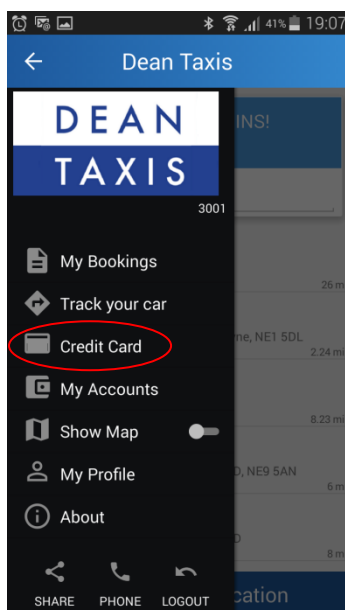 41% 19:07
Dean Taxis
DEAN
TAXIS
3001
INS!
My Bookings
26 m
Track your car
ne, NE1 5DL
Credit Card
2.24 mi
My Accounts
8.23 mi
Show Map
D, NE9 5AN
My Profile
6 m
About
D
8 m
SHARE PHONE LOGOUT
cation